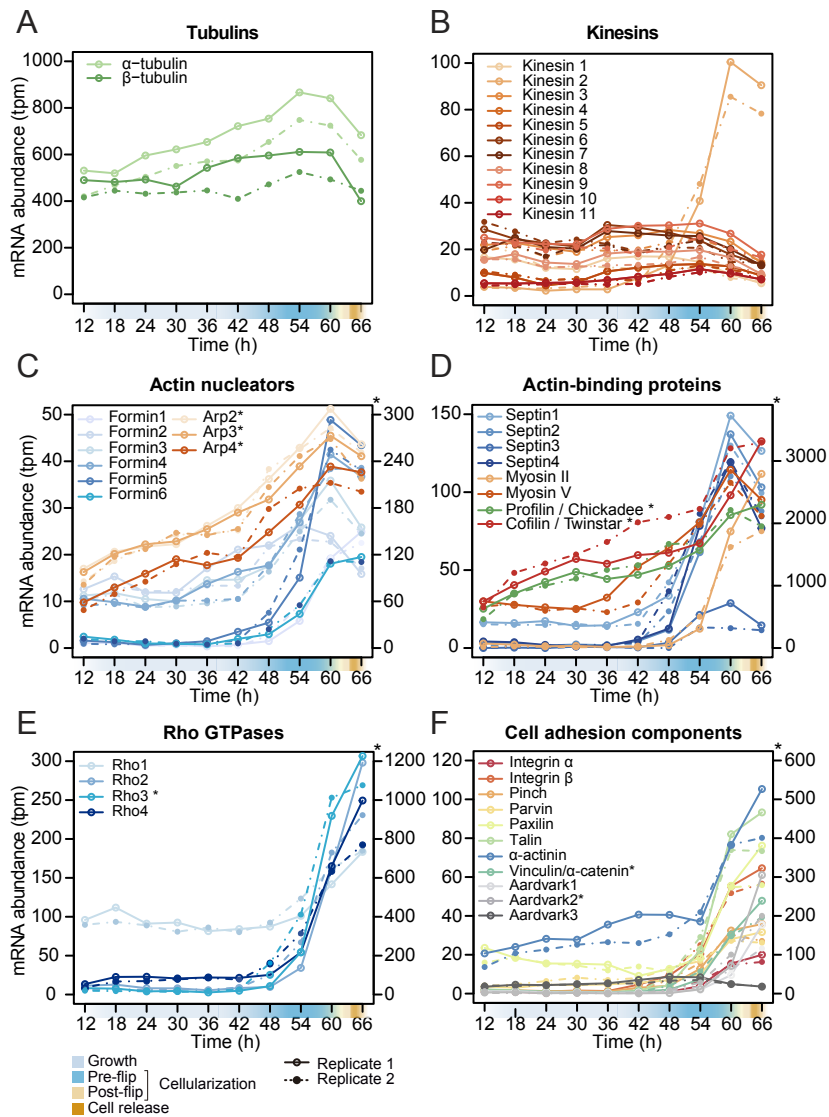 A
Tubulins
mRNA abundance (tpm)
1000
800
600
400
200
0
α−tubulin
β−tubulin
12 18 24 30 36 42 48 54 60 66
Time (h)
B
Kinesins
100
80
60
40
20
0
Kinesin 1
Kinesin 2
Kinesin 3
Kinesin 4
Kinesin 5
Kinesin 6
Kinesin 7
Kinesin 8
Kinesin 9
Kinesin 10
Kinesin 11
12 18 24 30 36 42 48 54 60 66
Time (h)
C
Actin nucleators
*
mRNA abundance (tpm)
50
40
30
20
10
0
Formin1 Arp2*
Formin2 Arp3*
Formin3 Arp4*
Formin4
Formin5
Formin6
300
240
180
120
60
0
12 18 24 30 36 42 48 54 60 66
Time (h)
D
Actin-binding proteins
*
150
100
50
0
Septin1
Septin2
Septin3
Septin4
Myosin II
Myosin V
Profilin / Chickadee *
Cofilin / Twinstar *
3000
2000
1000
0
12 18 24 30 36 42 48 54 60 66
Time (h)
E
Rho GTPases
*
mRNA abundance (tpm)
300
250
200
150
100
50
0
Rho1
Rho2
Rho3 *
Rho4
1200
1000
800
600
400
200
0
12 18 24 30 36 42 48 54 60 66
Time (h)
F
Cell adhesion components
*
120
100
80
60
40
20
0
Integrin α
Integrin β
Pinch
Parvin
Paxilin
Talin
α-actinin
Vinculin/α-catenin*
Aardvark1
Aardvark2*
Aardvark3
600
500
400
300
200
100
0
12 18 24 30 36 42 48 54 60 66
Time (h)
Growth
Pre-flip
Post-flip
Cellularization
Cell release
Replicate 1
Replicate 2